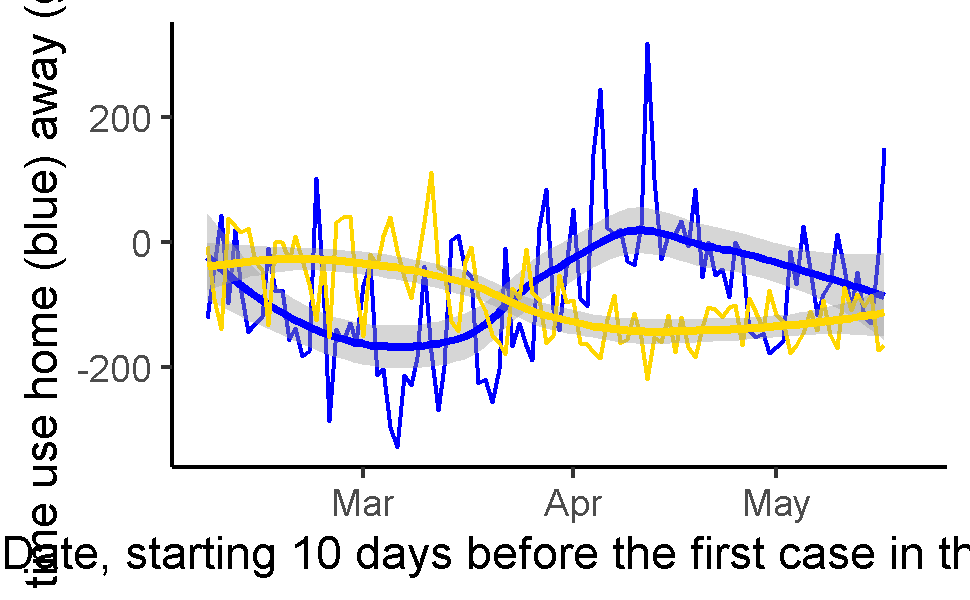 time use home (blue) away (
200
0
-200
Mar Apr May
Date, starting 10 days before the first case in th